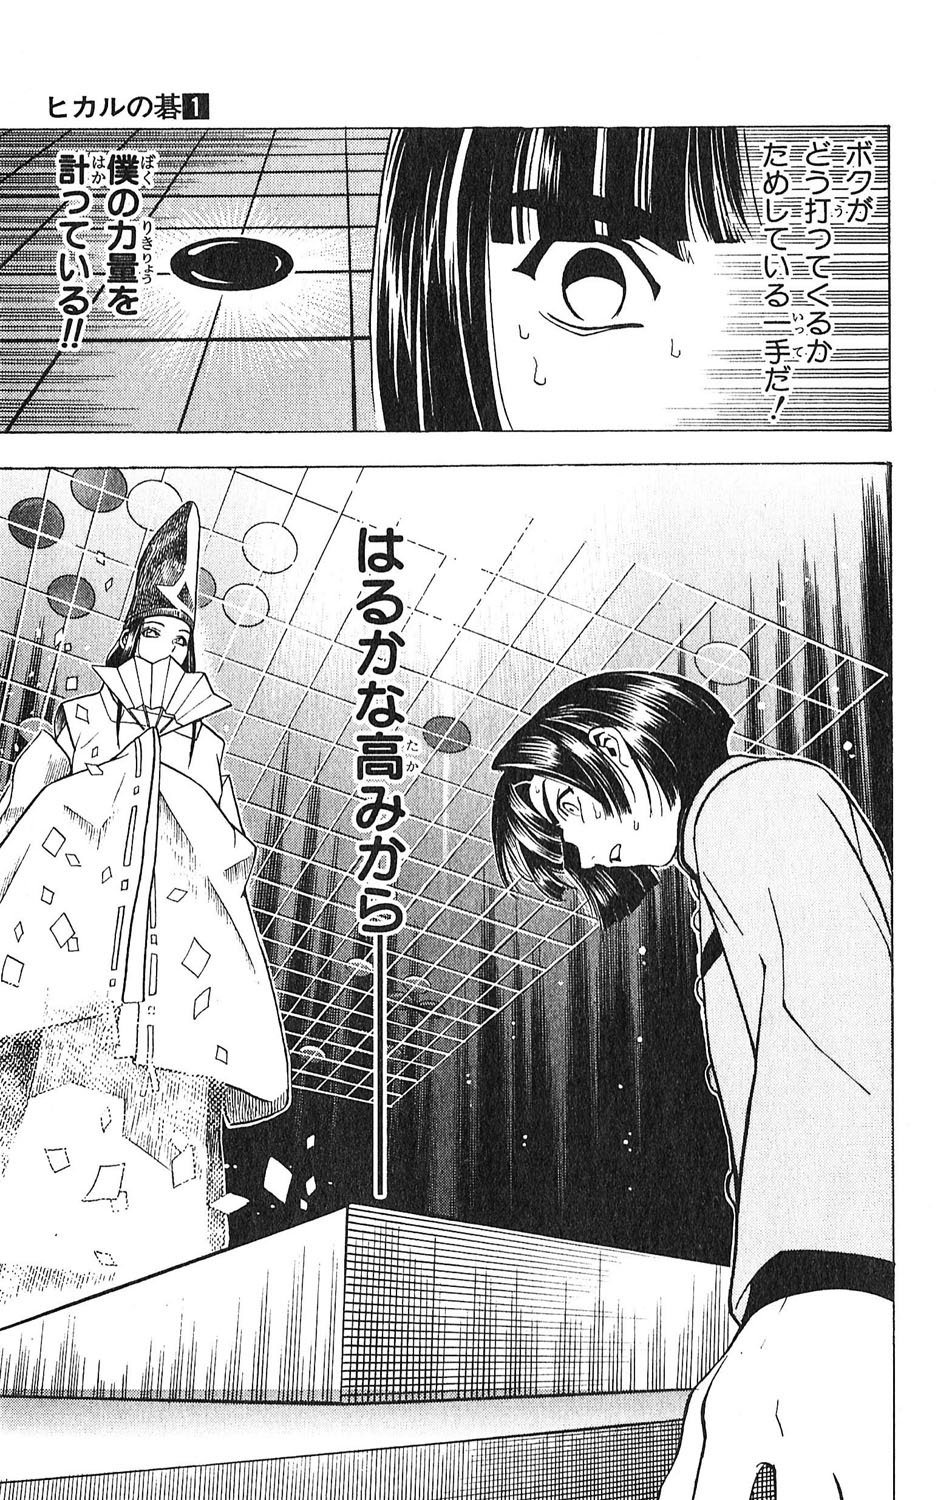 ヒカルの碁1
ボクが
どう打ってくるか
ためしている一手だ!
僕の力量を
計っている!!
はるかな高みから――